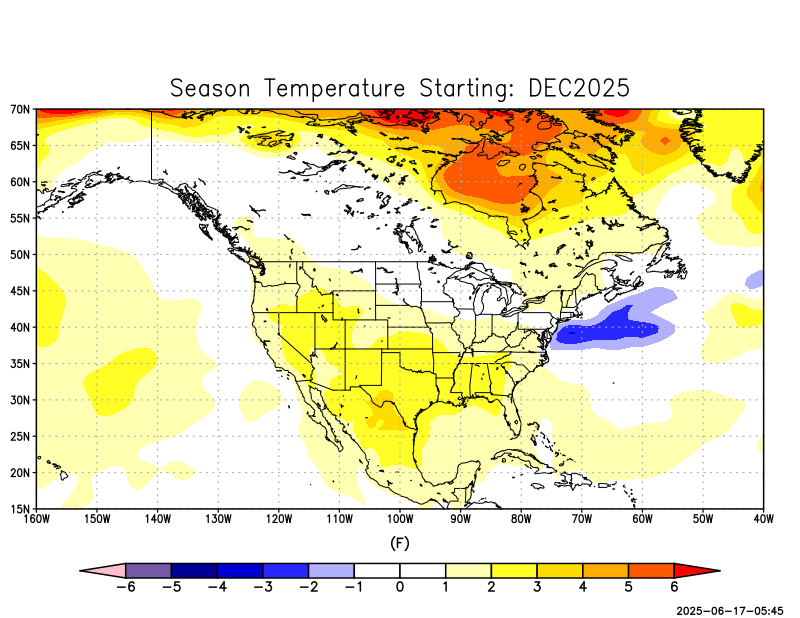 Season Temperature Starting: DEC2025
70N
65N
60N
55N
50N
45N
40N
35N
30N
25N
20N
15N
160W 150W 140W 130W 120W 110W 100W 90W 80W 70W 60W 50W 40W
(F)
−6 −5 −4 −3 −2 −1 0 1 2 3 4 5 6
2025-06-17-05:45